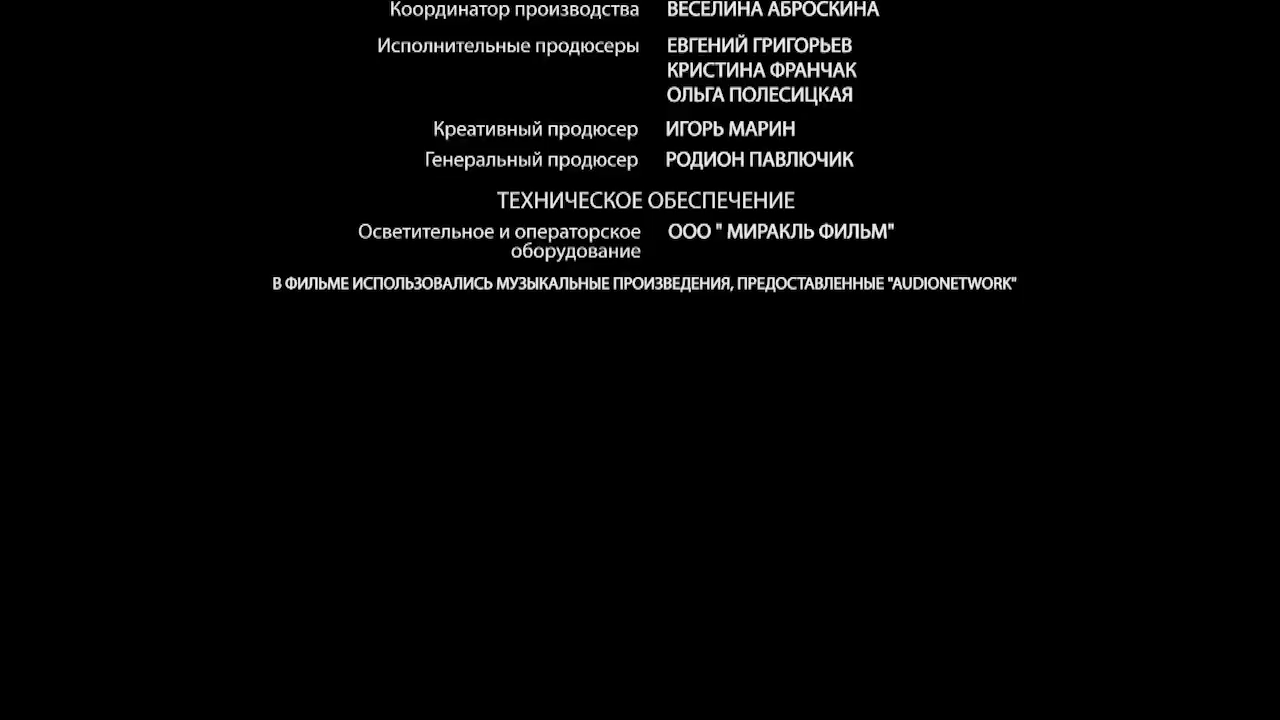 Координатор производства ВЕСЕЛИНА АБРОСКИНА
Исполнительные продюсеры ЕВГЕНИЙ ГРИГОРЬЕВ
КРИСТИНА ФРАНЧАК
ОЛЬГА ПОЛЕСИЦКАЯ
Креативный продюсер ИГОРЬ МАРИН
Генеральный продюсер РОДИОН ПАВЛЮЧИК
ТЕХНИЧЕСКОЕ ОБЕСПЕЧЕНИЕ
Осветительное и операторское ООО " МИРАКЛЬ ФИЛЬМ"
оборудование
В ФИЛЬМЕ ИСПОЛЬЗОВАЛИСЬ МУЗЫКАЛЬНЫЕ ПРОИЗВЕДЕНИЯ, ПРЕДОСТАВЛЕННЫЕ "AUDIONETWORK"